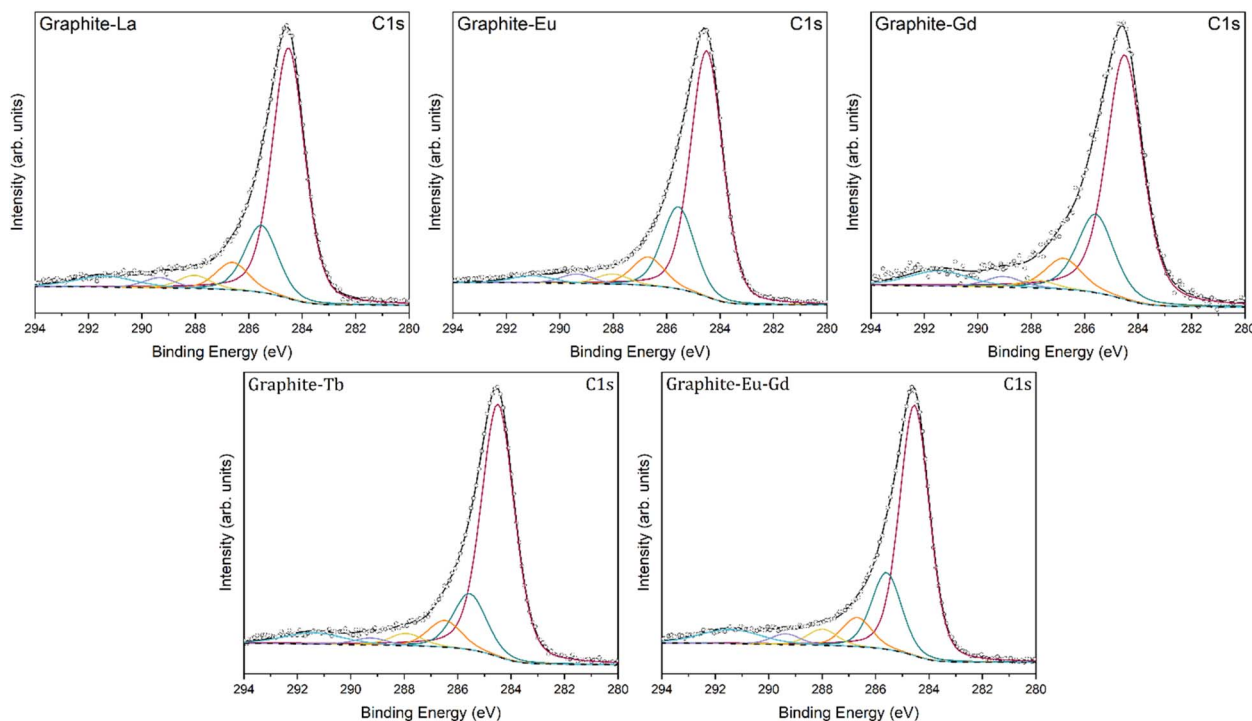 Graphite-La C1s
Intensity (arb. units)
294 292 290 288 286 284 282 280
Binding Energy (eV)
Graphite-Eu C1s
Intensity (arb. units)
294 292 290 288 286 284 282 280
Binding Energy (eV)
Graphite-Gd C1s
Intensity (arb. units)
294 292 290 288 286 284 282 280
Binding Energy (eV)
Graphite-Tb C1s
Intensity (arb. units)
294 292 290 288 286 284 282 280
Binding Energy (eV)
Graphite-Eu-Gd C1s
Intensity (arb. units)
294 292 290 288 286 284 282 280
Binding Energy (eV)